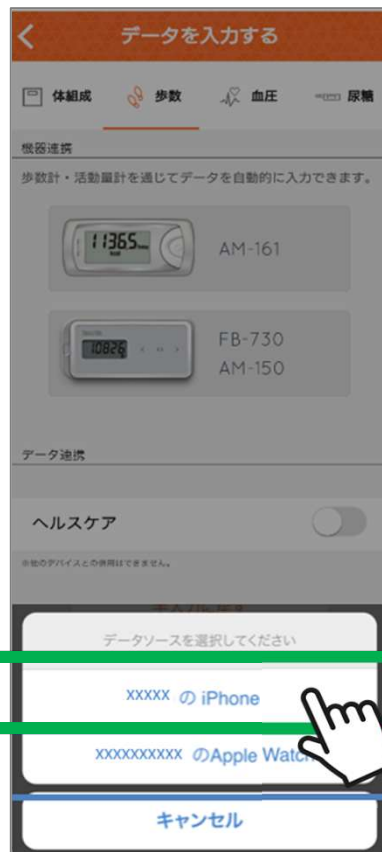 データを入力する
体組成 歩数 血圧 尿糖
機器連携
歩数計・活動量計を通じてデータを自動的に入力できます。
11365
AM-161
10826
FB-730
AM-150
データ連携
ヘルスケア
※他のデバイスとの併用はできません。
データソースを選択してください
xxxxx の iPhone
xxxxxxxxxx のApple Watch
キャンセル